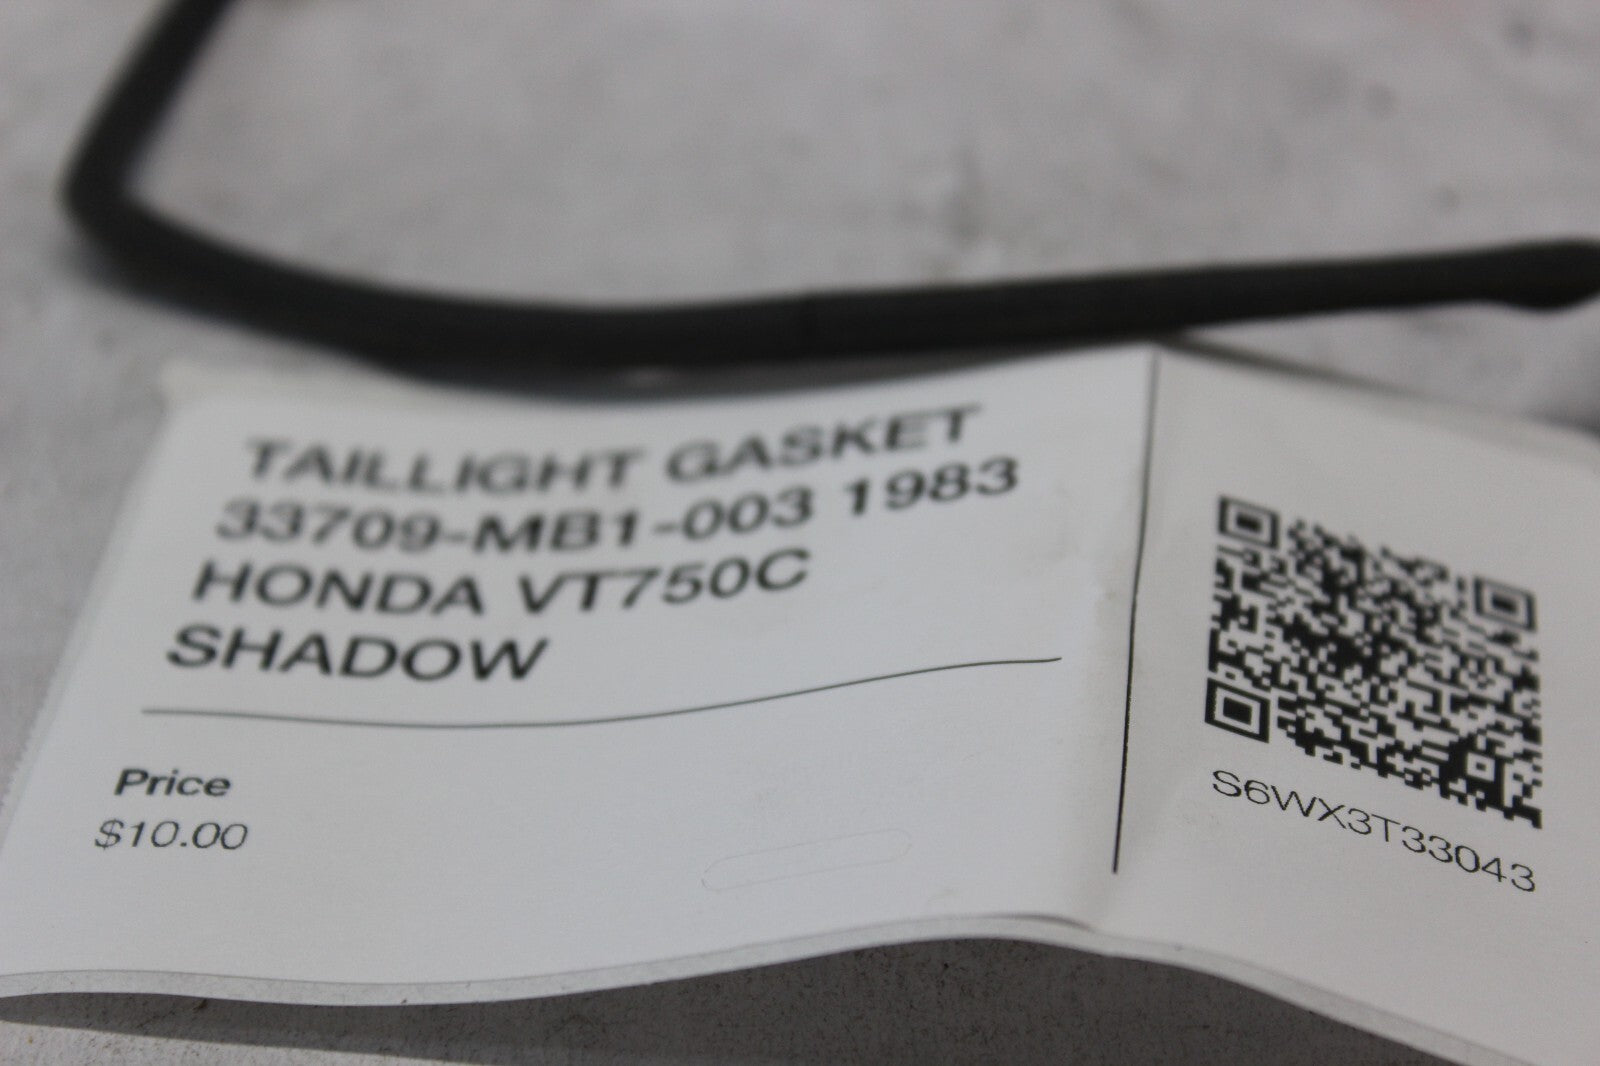 TAILLIGHT GASKET
33709-MB1-003 1983
HONDA VT750C
SHADOW
Price
$10.00
S6WX3T33043